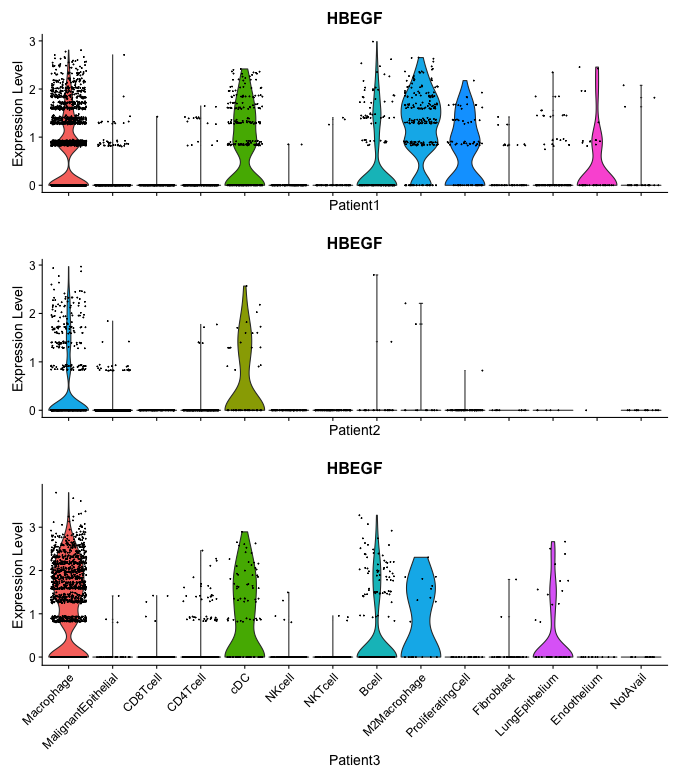 HBEGF
Expression Level
3
2
1
0
Patient1
HBEGF
Expression Level
3
2
1
0
Patient2
HBEGF
Expression Level
3
2
1
0
Macrophage
MalignantEpithelial
CD8Tcell
CD4Tcell
cDC
NKcell
NKTcell
Bcell
M2Macrophage
ProliferatingCell
Fibroblast
LungEpithelium
Endothelium
NotAvail
Patient3